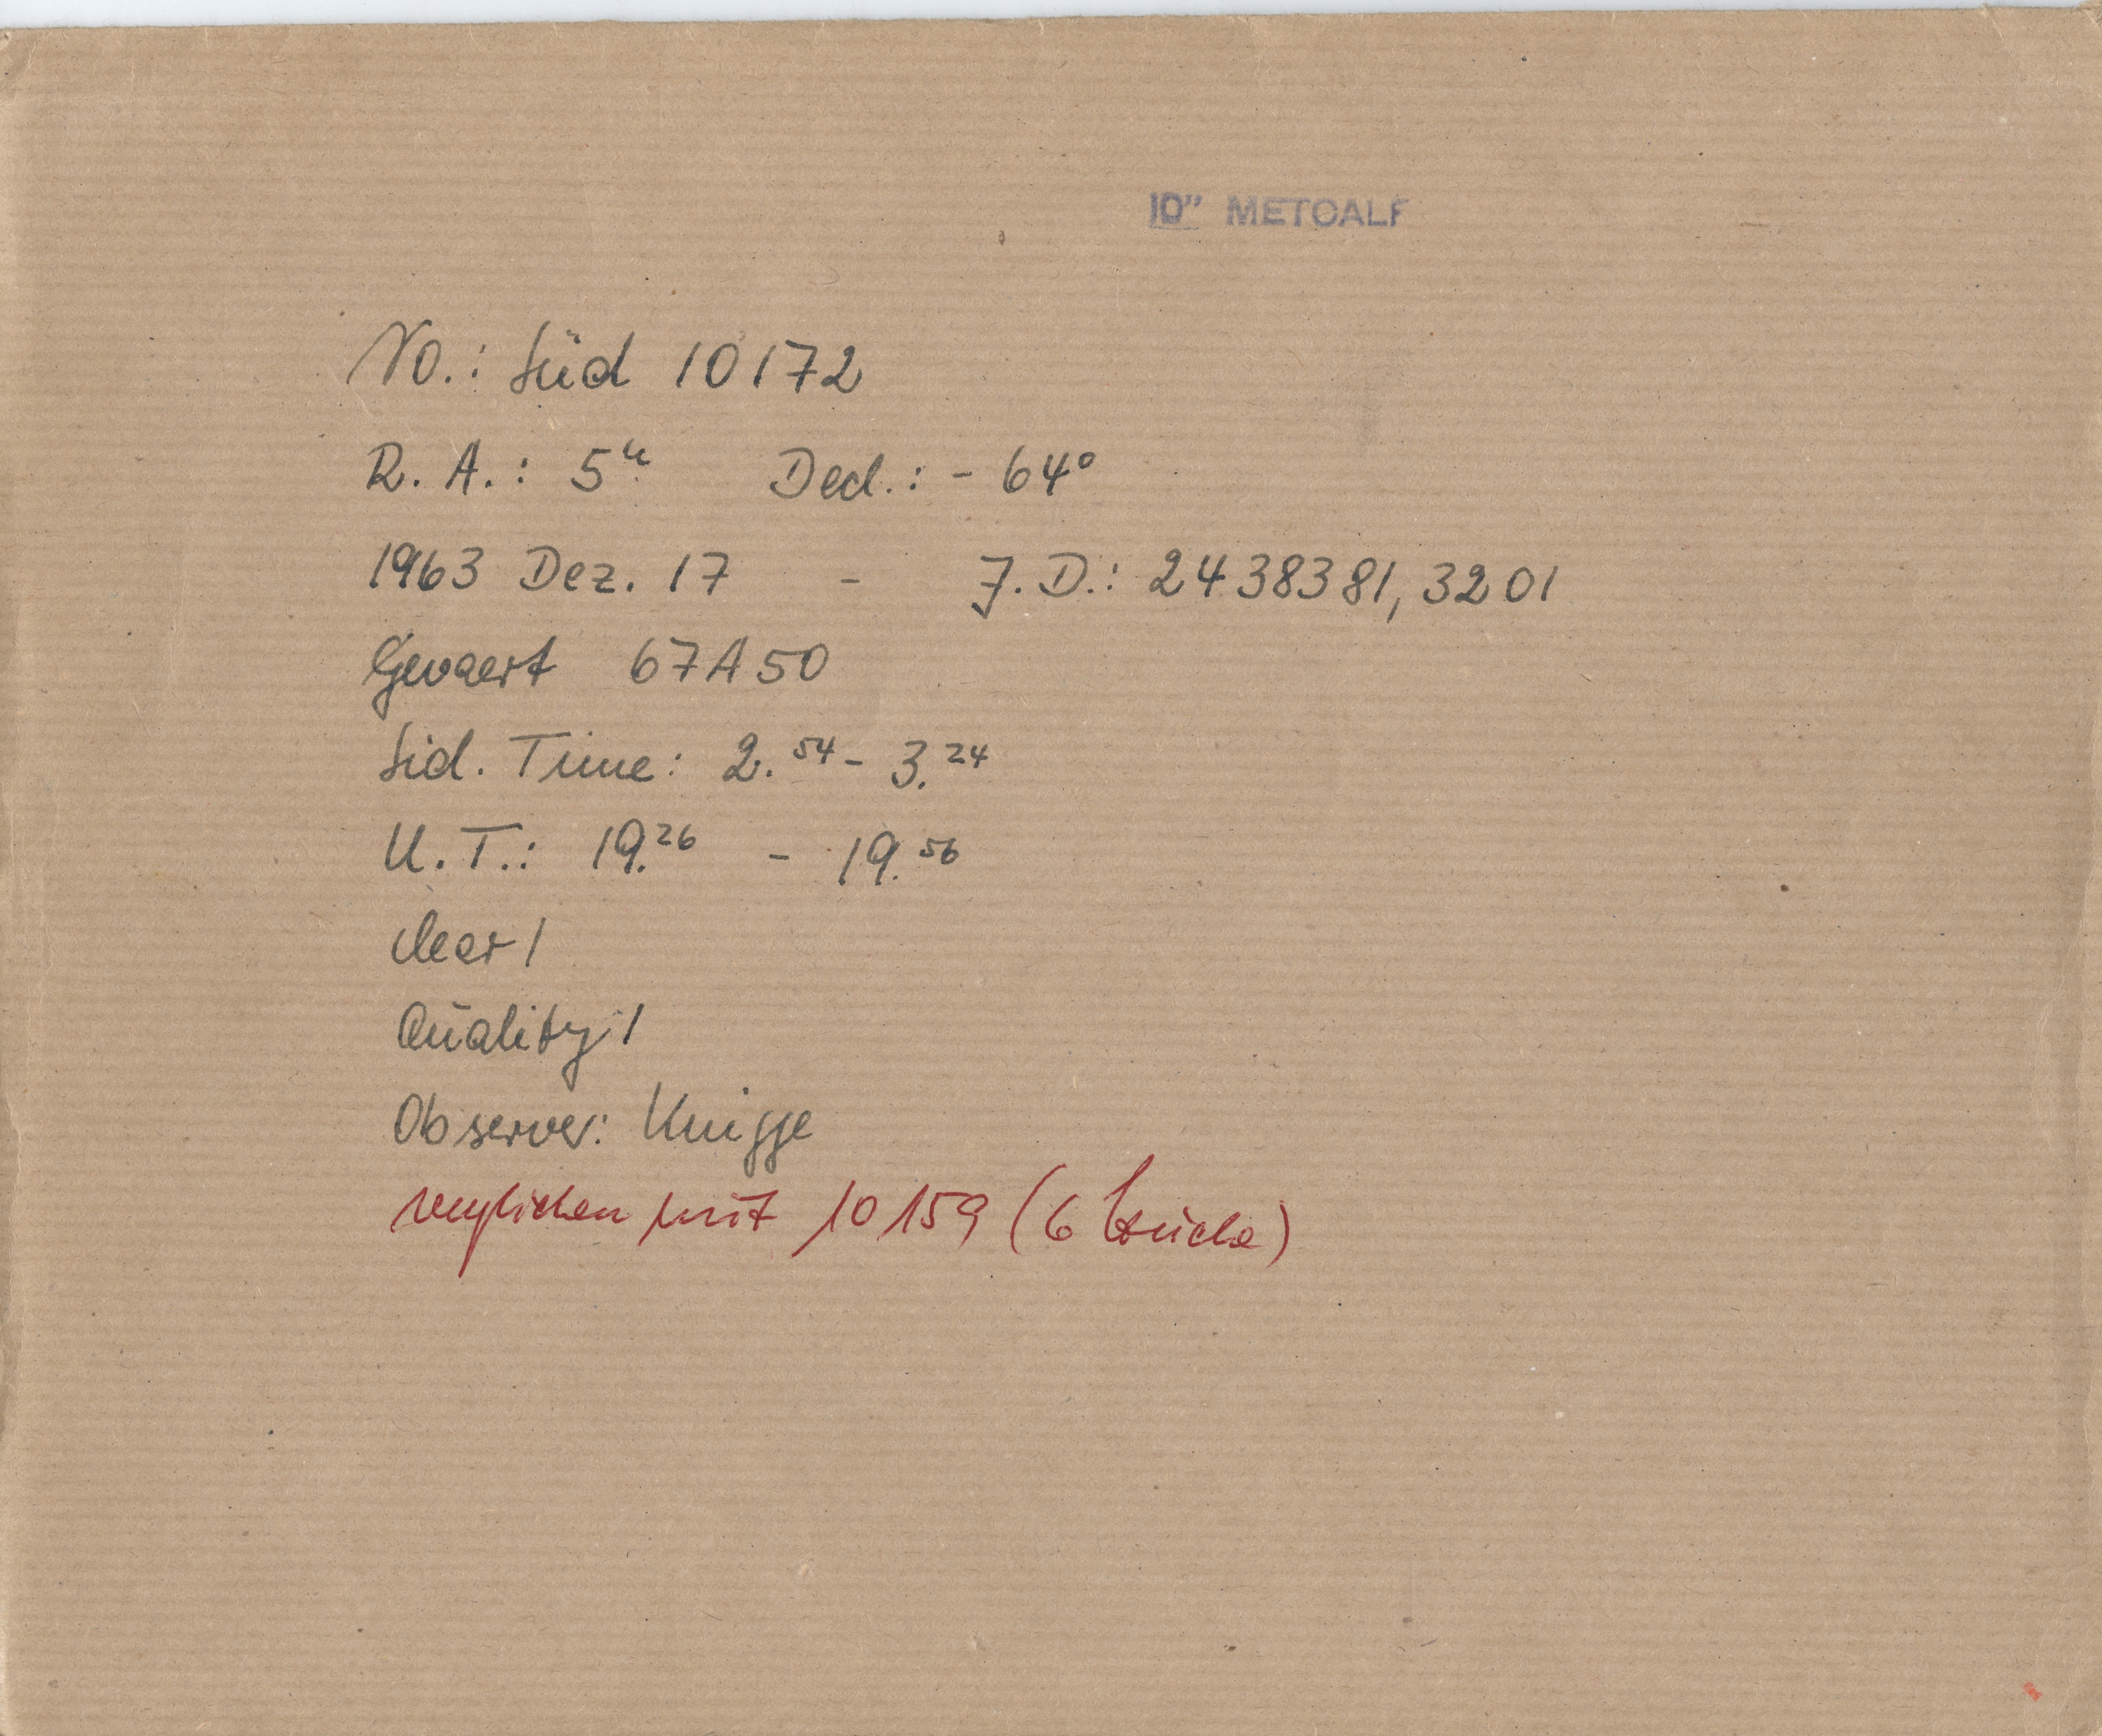 10" METCALF
No.: Süd 10172
R. A.: 5ʰ Decl.: - 64°
1963 Dez. 17 - J.D.: 2438381,3201
Gevaert 67A50
Sid. Time: 2.⁵⁴ - 3.²⁴
U.T.: 19.²⁶ - 19.⁵⁶
clear 1
Quality: 1
Observer: Knigge
verglichen mit 10159 (6 Stücke)